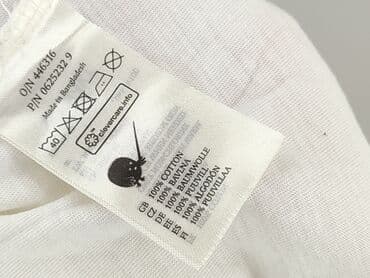 O/N 446316
P/N 0625232 9
Made in Bangladesh
40
clevercare.info
GB 100% COTTON
CZ 100% BAVLNA
DE 100% BAUMWOLLE
EE 100% PUUVILL
ES 100% ALGODÓN
FI 100% PUUVILLAA